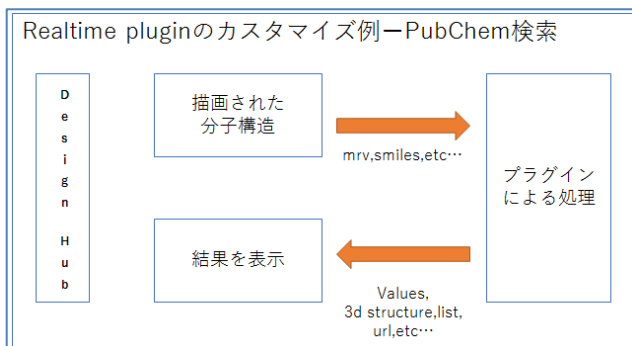 Realtime pluginのカスタマイズ例ーPubChem検索
Design Hub
描画された
分子構造
mrv,smiles,etc…
プラグイン
による処理
結果を表示
Values,
3d structure,list,
url,etc…